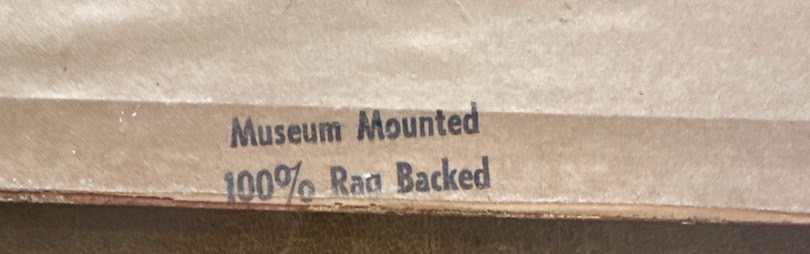 Museum Mounted
100% Rag Backed